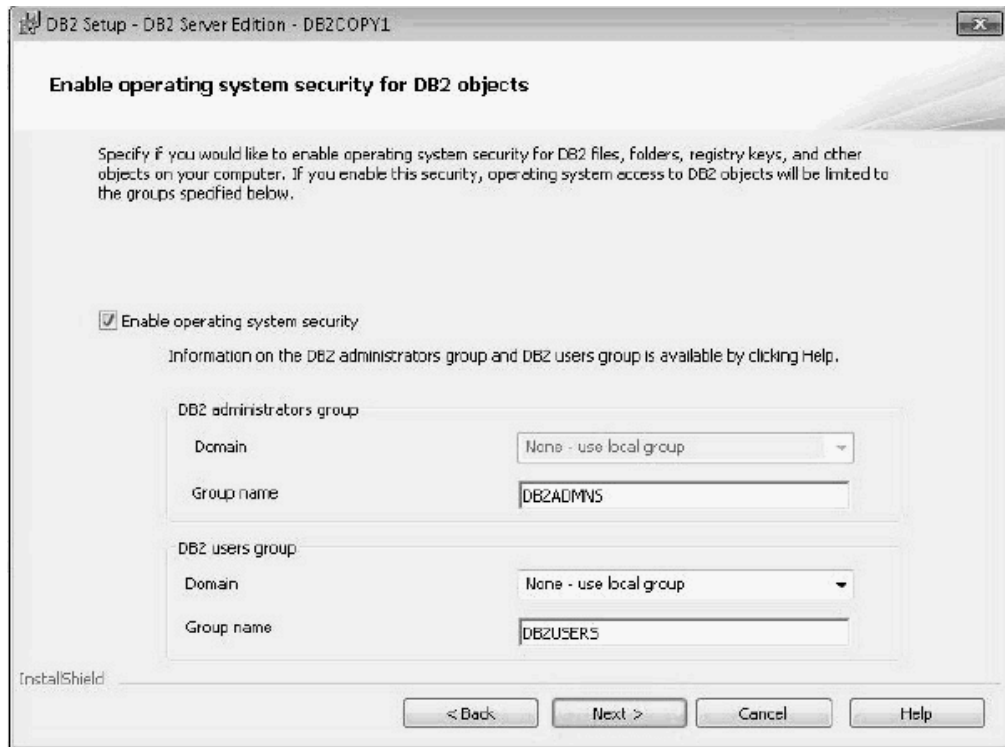 DB2 Setup - DB2 Server Edition - DB2COPY1
Enable operating system security for DB2 objects
Specify if you would like to enable operating system security for DB2 files, folders, registry keys, and other
objects on your computer. If you enable this security, operating system access to DB2 objects will be limited to
the groups specified below.
Enable operating system security
Information on the DB2 administrators group and DB2 users group is available by clicking Help.
DB2 administrators group
Domain
None - use local group
Group name
DB2ADMNS
DB2 users group
Domain
None - use local group
Group name
DB2USERS
InstallShield
< Back
Next >
Cancel
Help